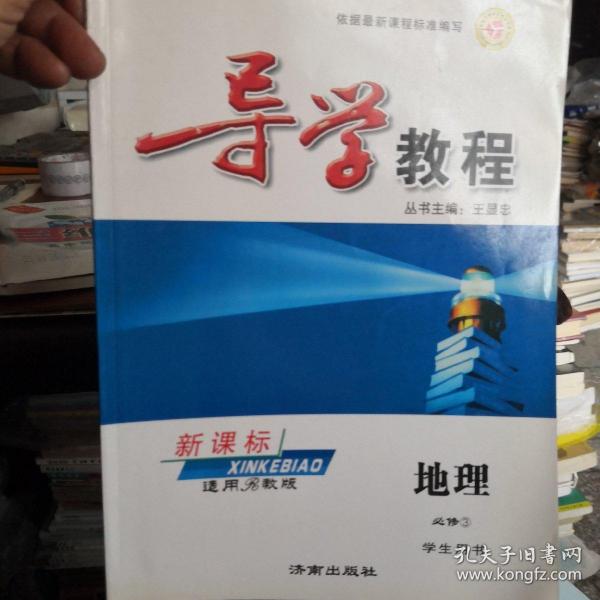 依据最新课程标准编写
导学教程
丛书主编：王显忠
新课标
XINKEBIAO
适用R教版
地理
必修③
学生用书
济南出版社
孔夫子旧书网
www.kongfz.com